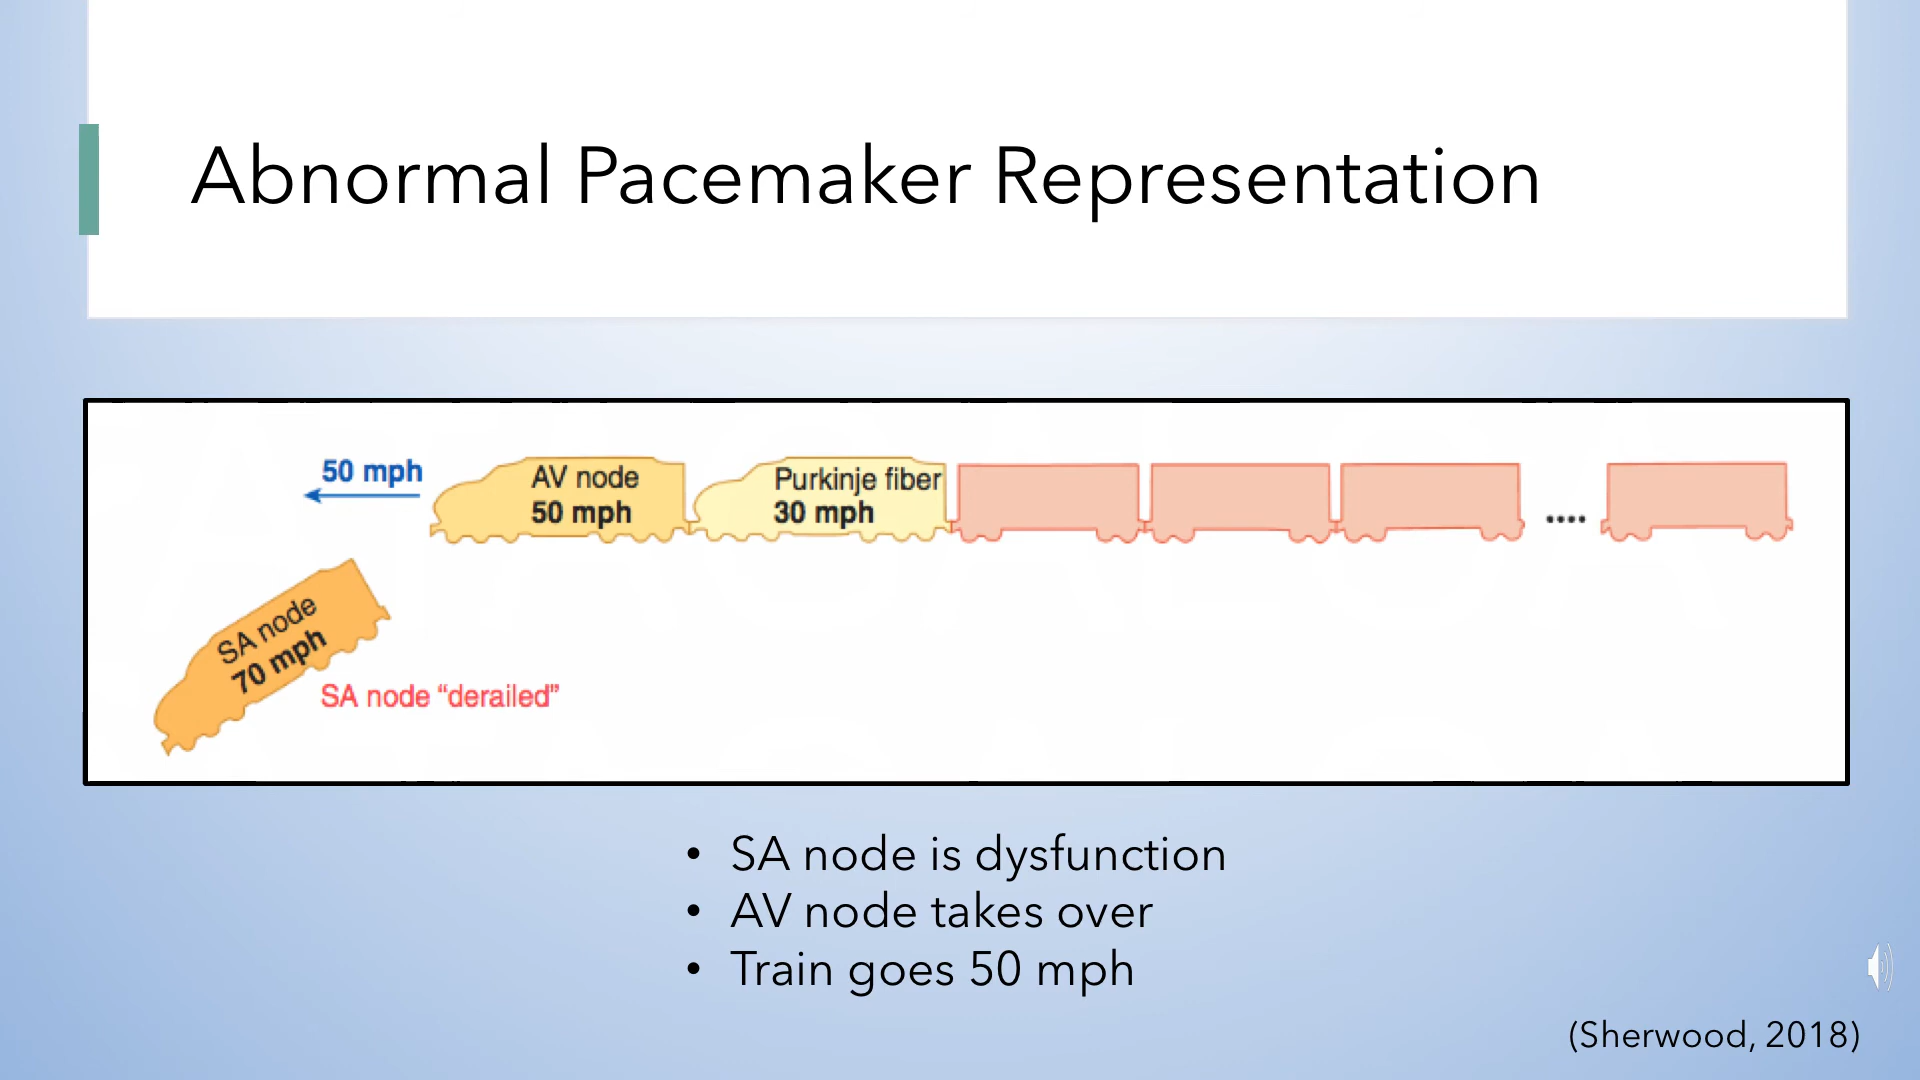 Abnormal Pacemaker Representation
50 mph
AV node
50 mph
Purkinje fiber
30 mph
....
SA node
70 mph
SA node “derailed”
• SA node is dysfunction
• AV node takes over
• Train goes 50 mph
(Sherwood, 2018)